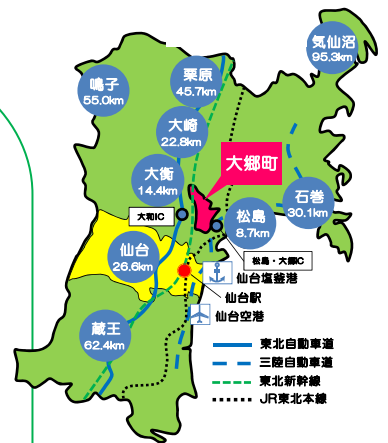 気仙沼
95.3km
鳴子
55.0km
栗原
45.7km
大崎
22.8km
大郷町
大衡
14.4km
石巻
30.1km
大和IC
松島
8.7km
仙台
26.6km
松島・大郷IC
仙台塩釜港
仙台駅
仙台空港
蔵王
62.4km
東北自動車道
三陸自動車道
東北新幹線
JR東北本線